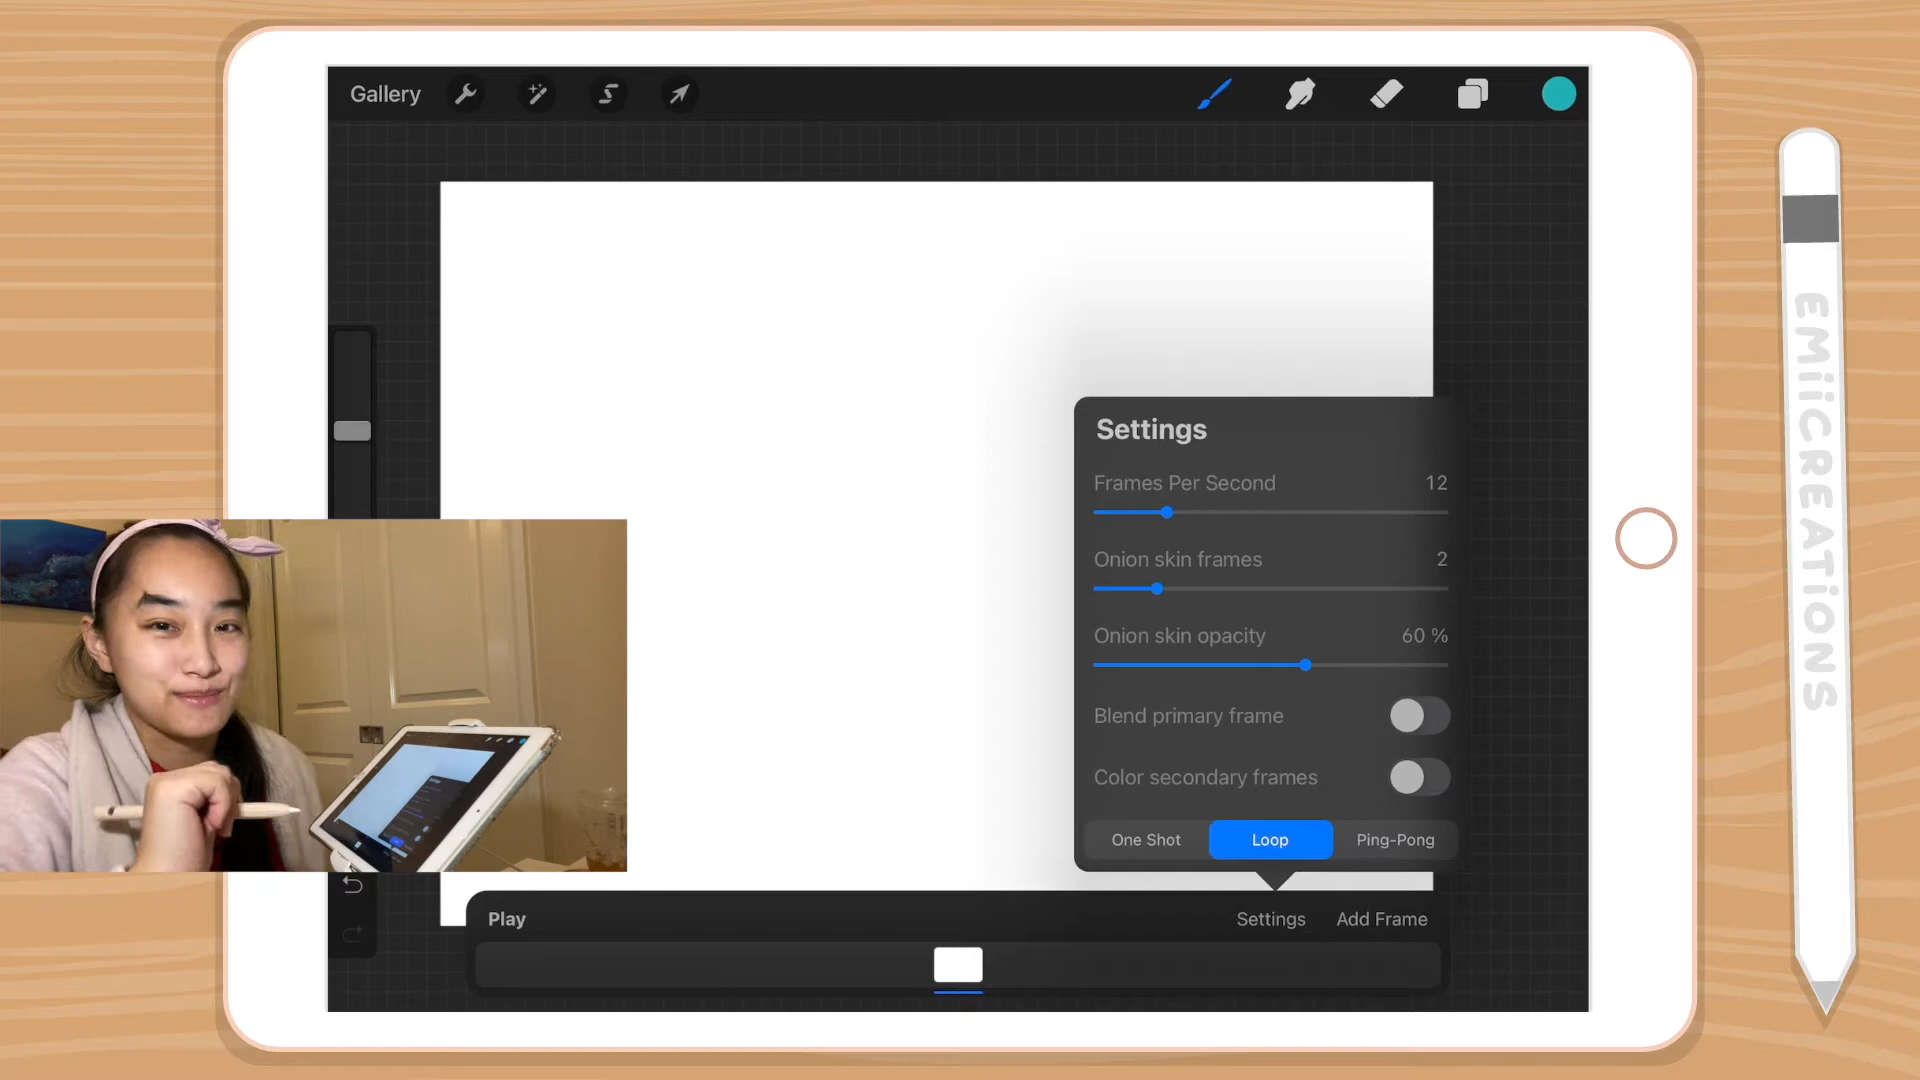 Gallery
Settings
Frames Per Second 12
Onion skin frames 2
Onion skin opacity 60 %
Blend primary frame
Color secondary frames
One Shot Loop Ping-Pong
Play Settings Add Frame
EMiiCREATiONS